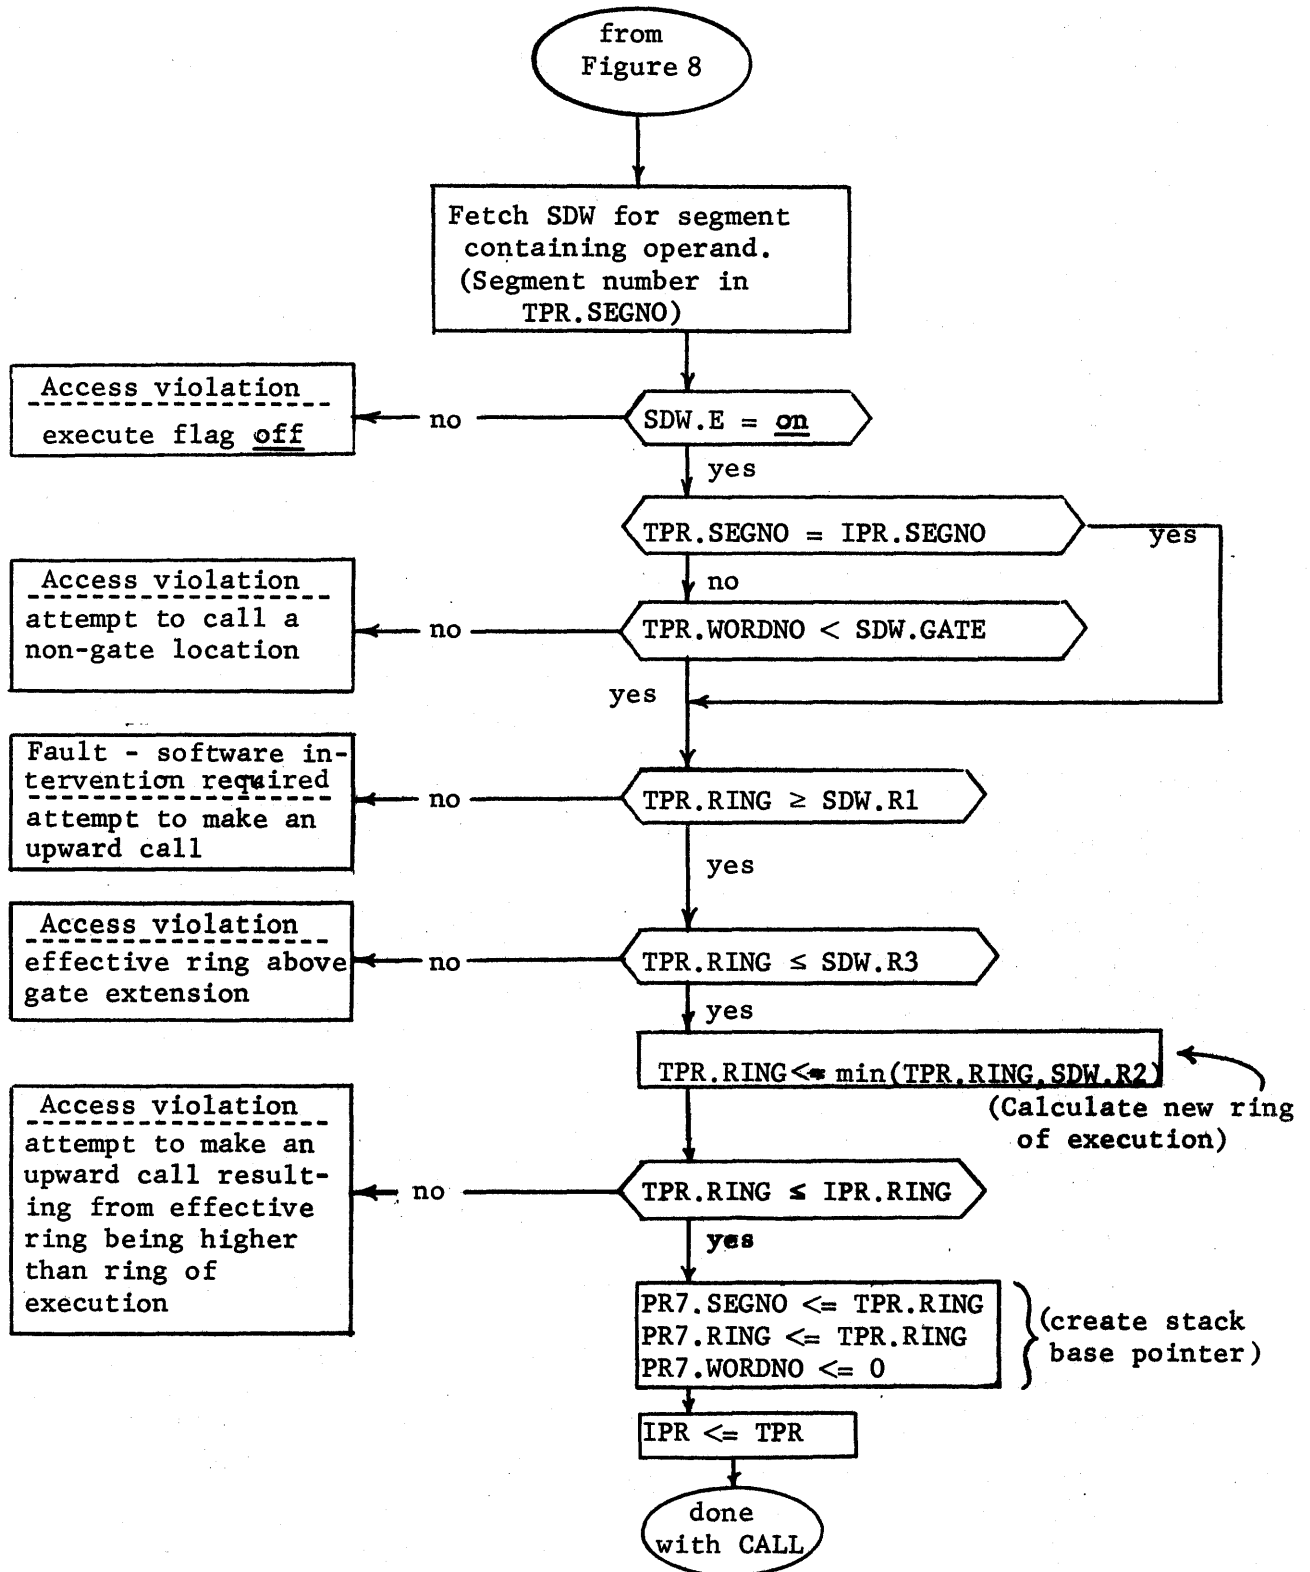 from
Figure 8
Fetch SDW for segment
containing operand.
(Segment number in
TPR.SEGNO)
Access violation
execute flag off
no
SDW.E = on
yes
TPR.SEGNO = IPR.SEGNO
yes
no
Access violation
attempt to call a
non-gate location
no
TPR.WORDNO < SDW.GATE
yes
Fault - software in-
tervention required
attempt to make an
upward call
no
TPR.RING ≥ SDW.R1
yes
Access violation
effective ring above
gate extension
no
TPR.RING ≤ SDW.R3
yes
TPR.RING<= min(TPR.RING,SDW.R2)
(Calculate new ring
of execution)
Access violation
attempt to make an
upward call result-
ing from effective
ring being higher
than ring of
execution
no
TPR.RING ≤ IPR.RING
yes
PR7.SEGNO <= TPR.RING
PR7.RING <= TPR.RING
PR7.WORDNO <= 0
(create stack
base pointer)
IPR <= TPR
done
with CALL